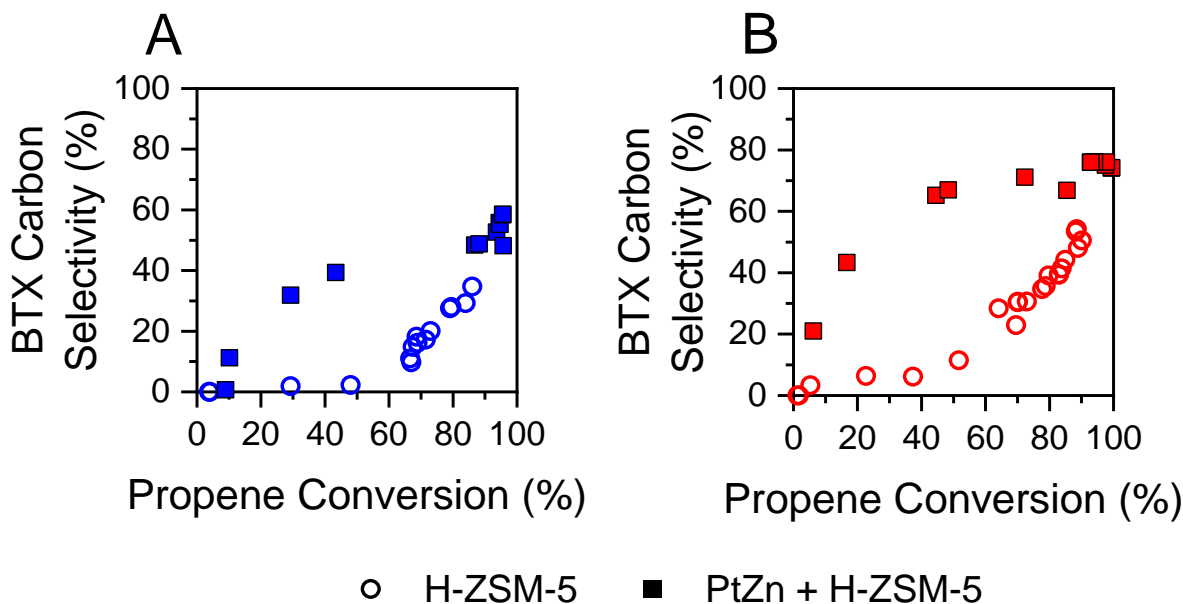 A
BTX Carbon
Selectivity (%)
100
80
60
40
20
0
0 20 40 60 80 100
Propene Conversion (%)
B
BTX Carbon
Selectivity (%)
100
80
60
40
20
0
0 20 40 60 80 100
Propene Conversion (%)
H-ZSM-5 PtZn + H-ZSM-5